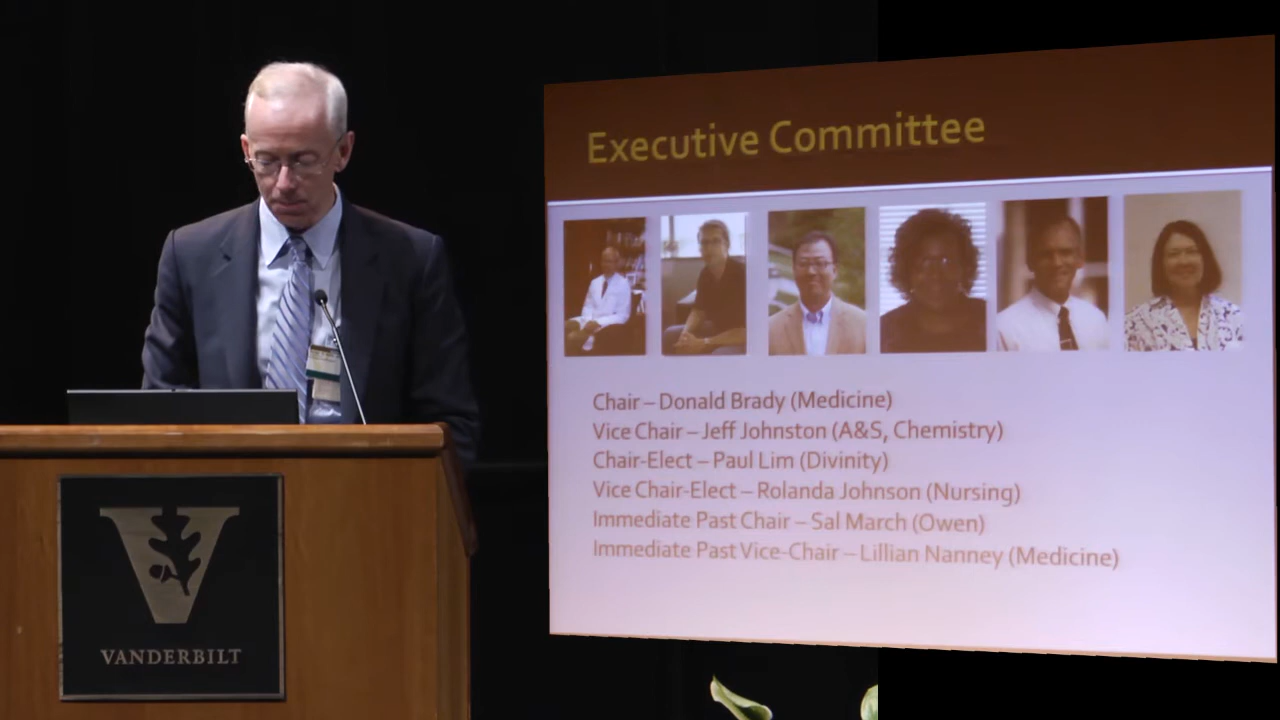 Executive Committee
Chair – Donald Brady (Medicine)
Vice Chair – Jeff Johnston (A&S, Chemistry)
Chair-Elect – Paul Lim (Divinity)
Vice Chair-Elect – Rolanda Johnson (Nursing)
Immediate Past Chair – Sal March (Owen)
Immediate Past Vice-Chair – Lillian Nanney (Medicine)
V
VANDERBILT